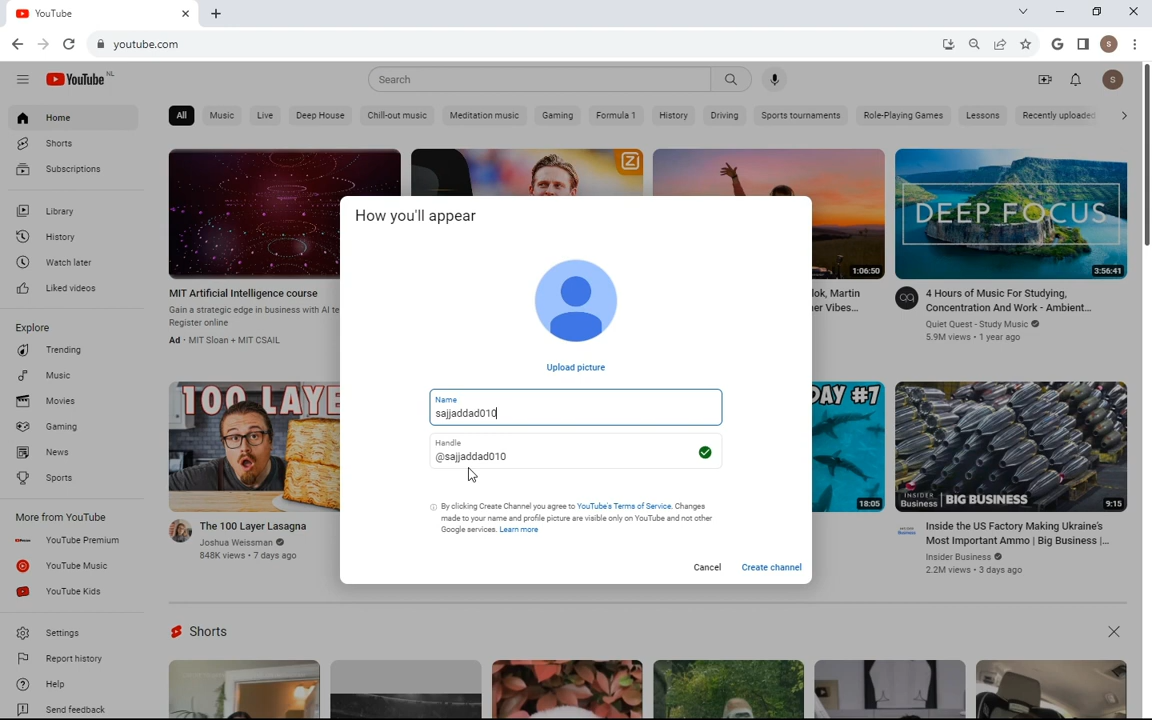 YouTube
youtube.com
S
YouTube NL
Search
S
Home
Shorts
Subscriptions
Library
History
Watch later
Liked videos
Explore
Trending
Music
Movies
Gaming
News
Sports
More from YouTube
YouTube Premium
YouTube Music
YouTube Kids
Settings
Report history
Help
Send feedback
All Music Live Deep House Chill-out music Meditation music Gaming Formula 1 History Driving Sports tournaments Role-Playing Games Lessons Recently uploaded
MIT Artificial Intelligence course
Gain a strategic edge in business with AI te
Register online
Ad · MIT Sloan + MIT CSAIL
Z
1:06:50
lok, Martin
er Vibes...
DEEP FOCUS
3:56:41
4 Hours of Music For Studying,
Concentration And Work - Ambient...
Quiet Quest - Study Music
5.9M views · 1 year ago
How you'll appear
Upload picture
Name
sajjaddad010
Handle
@sajjaddad010
By clicking Create Channel you agree to YouTube's Terms of Service. Changes
made to your name and profile picture are visible only on YouTube and not other
Google services. Learn more
Cancel Create channel
100 LAYE
The 100 Layer Lasagna
Joshua Weissman
848K views · 7 days ago
DAY #7
18:05
INSIDER BUSINESS | BIG BUSINESS |
9:15
Inside the US Factory Making Ukraine's
Most Important Ammo | Big Business |...
Insider Business
2.2M views · 3 days ago
Shorts